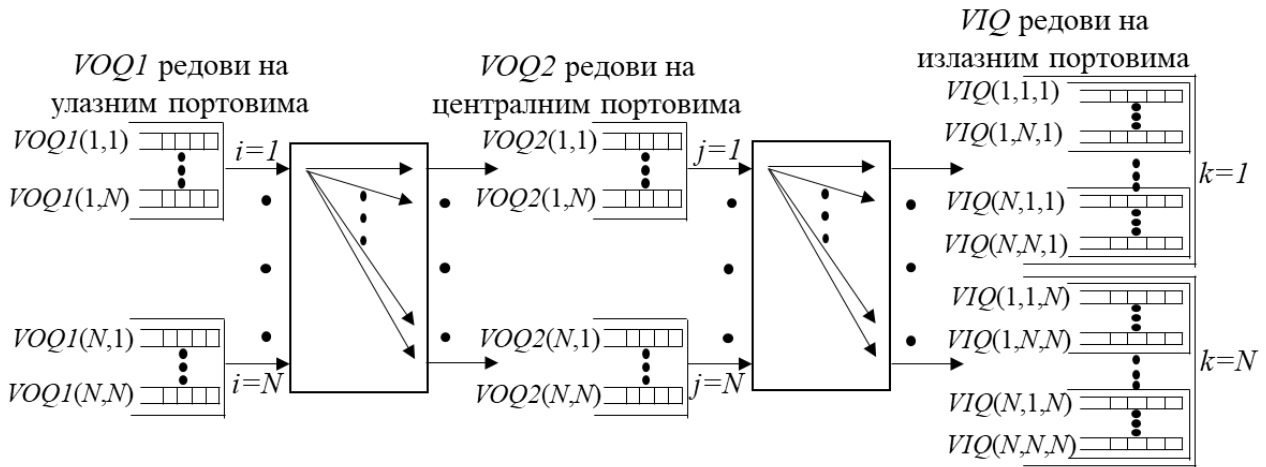 VOQ1 редови на
улазним портовима
VOQ1(1,1)
VOQ1(1,N)
i=1
VOQ1(N,1)
VOQ1(N,N)
i=N
VOQ2 редови на
централним портовима
VOQ2(1,1)
VOQ2(1,N)
j=1
VOQ2(N,1)
VOQ2(N,N)
j=N
VIQ редови на
излазним портовима
VIQ(1,1,1)
VIQ(1,N,1)
VIQ(N,1,1)
VIQ(N,N,1)
k=1
VIQ(1,1,N)
VIQ(1,N,N)
VIQ(N,1,N)
VIQ(N,N,N)
k=N